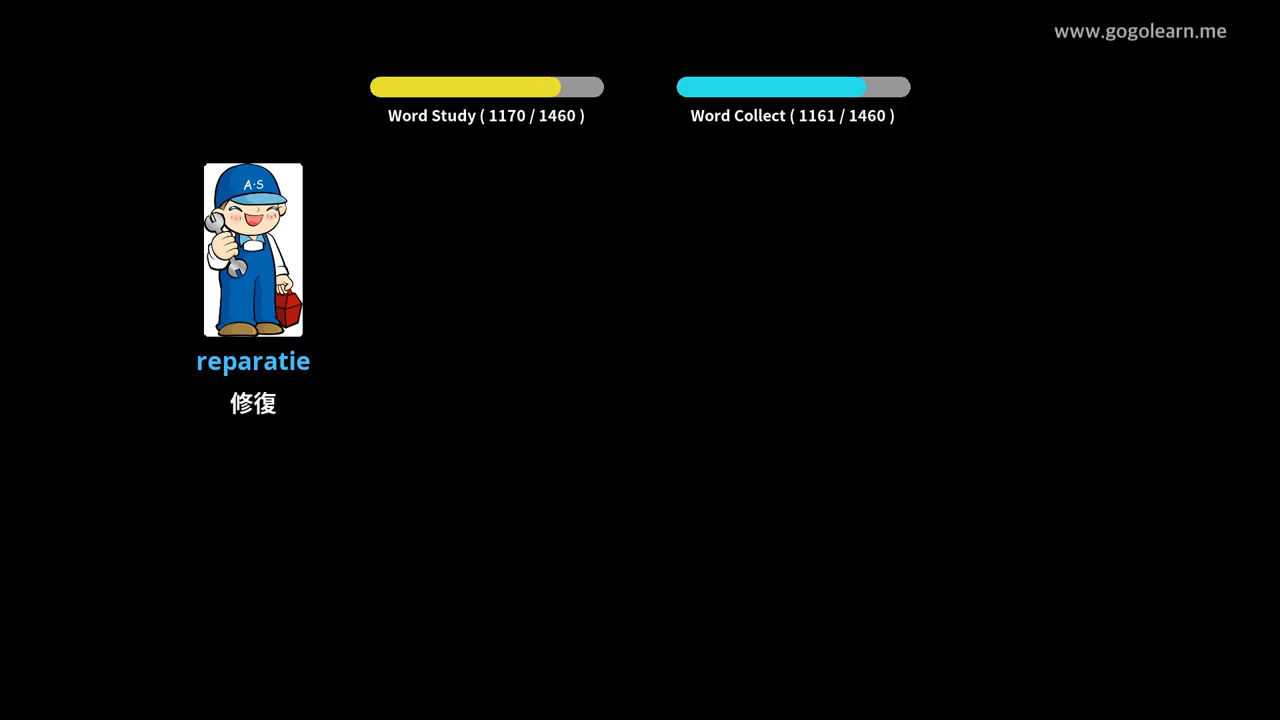 www.gogolearn.me
Word Study ( 1170 / 1460 )
Word Collect ( 1161 / 1460 )
A·S
reparatie
修復